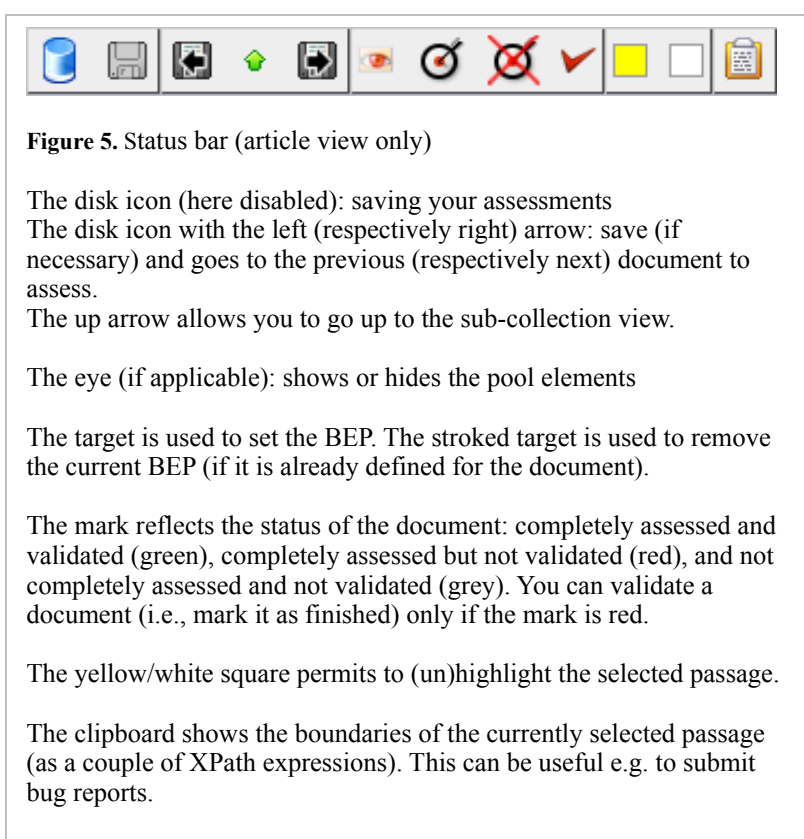 Figure 5. Status bar (article view only)
The disk icon (here disabled): saving your assessments
The disk icon with the left (respectively right) arrow: save (if
necessary) and goes to the previous (respectively next) document to
assess.
The up arrow allows you to go up to the sub-collection view.
The eye (if applicable): shows or hides the pool elements
The target is used to set the BEP. The stroked target is used to remove
the current BEP (if it is already defined for the document).
The mark reflects the status of the document: completely assessed and
validated (green), completely assessed but not validated (red), and not
completely assessed and not validated (grey). You can validate a
document (i.e., mark it as finished) only if the mark is red.
The yellow/white square permits to (un)highlight the selected passage.
The clipboard shows the boundaries of the currently selected passage
(as a couple of XPath expressions). This can be useful e.g. to submit
bug reports.